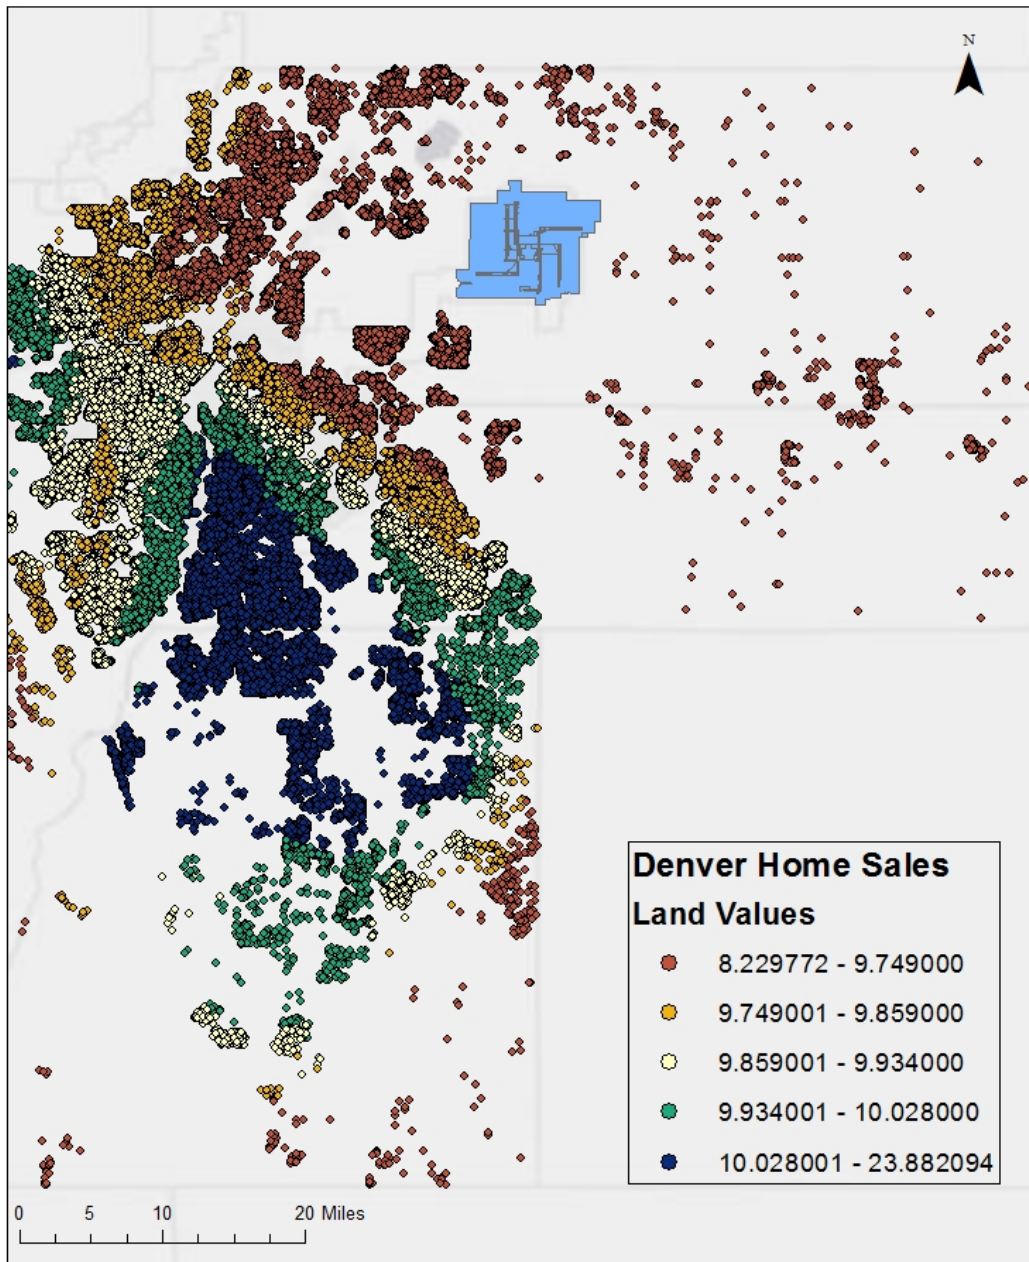 N
Denver Home Sales
Land Values
8.229772 - 9.749000
9.749001 - 9.859000
9.859001 - 9.934000
9.934001 - 10.028000
10.028001 - 23.882094
0 5 10 20 Miles